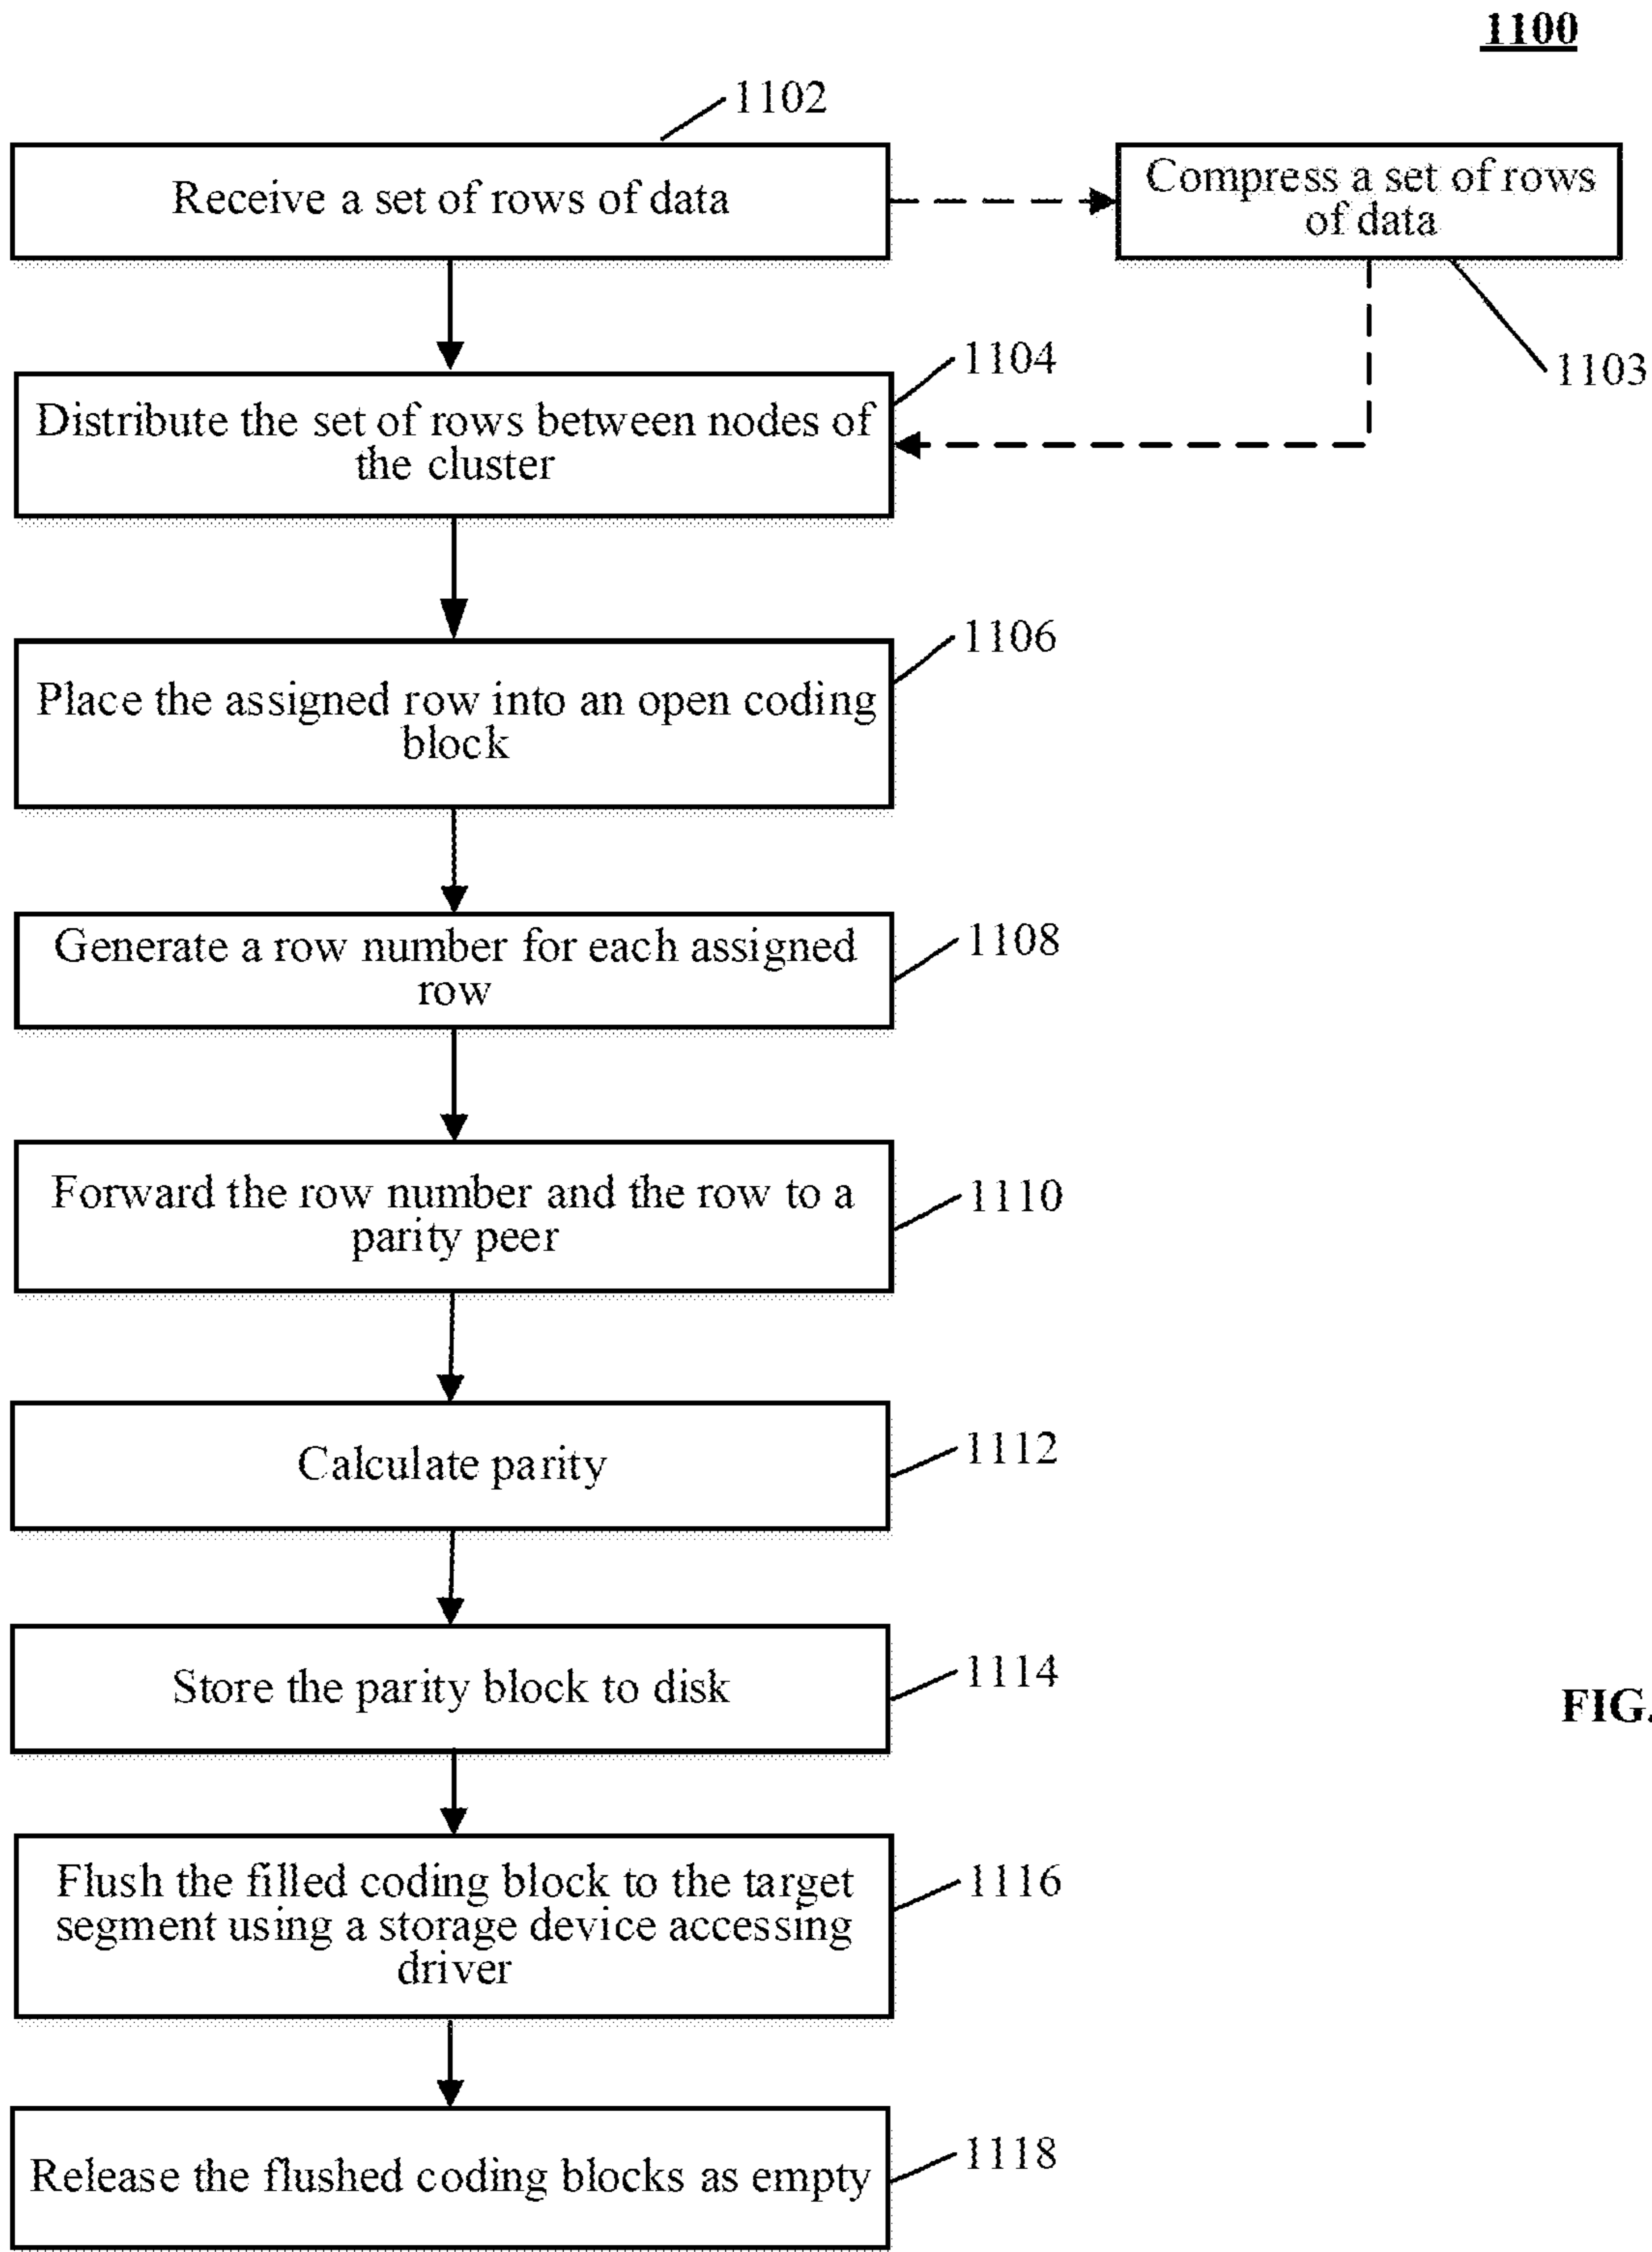 1100
1102
Receive a set of rows of data
Compress a set of rows
of data
1103
1104
Distribute the set of rows between nodes of
the cluster
1106
Place the assigned row into an open coding
block
1108
Generate a row number for each assigned
row
1110
Forward the row number and the row to a
parity peer
1112
Calculate parity
1114
Store the parity block to disk
FIG.
1116
Flush the filled coding block to the target
segment using a storage device accessing
driver
1118
Release the flushed coding blocks as empty